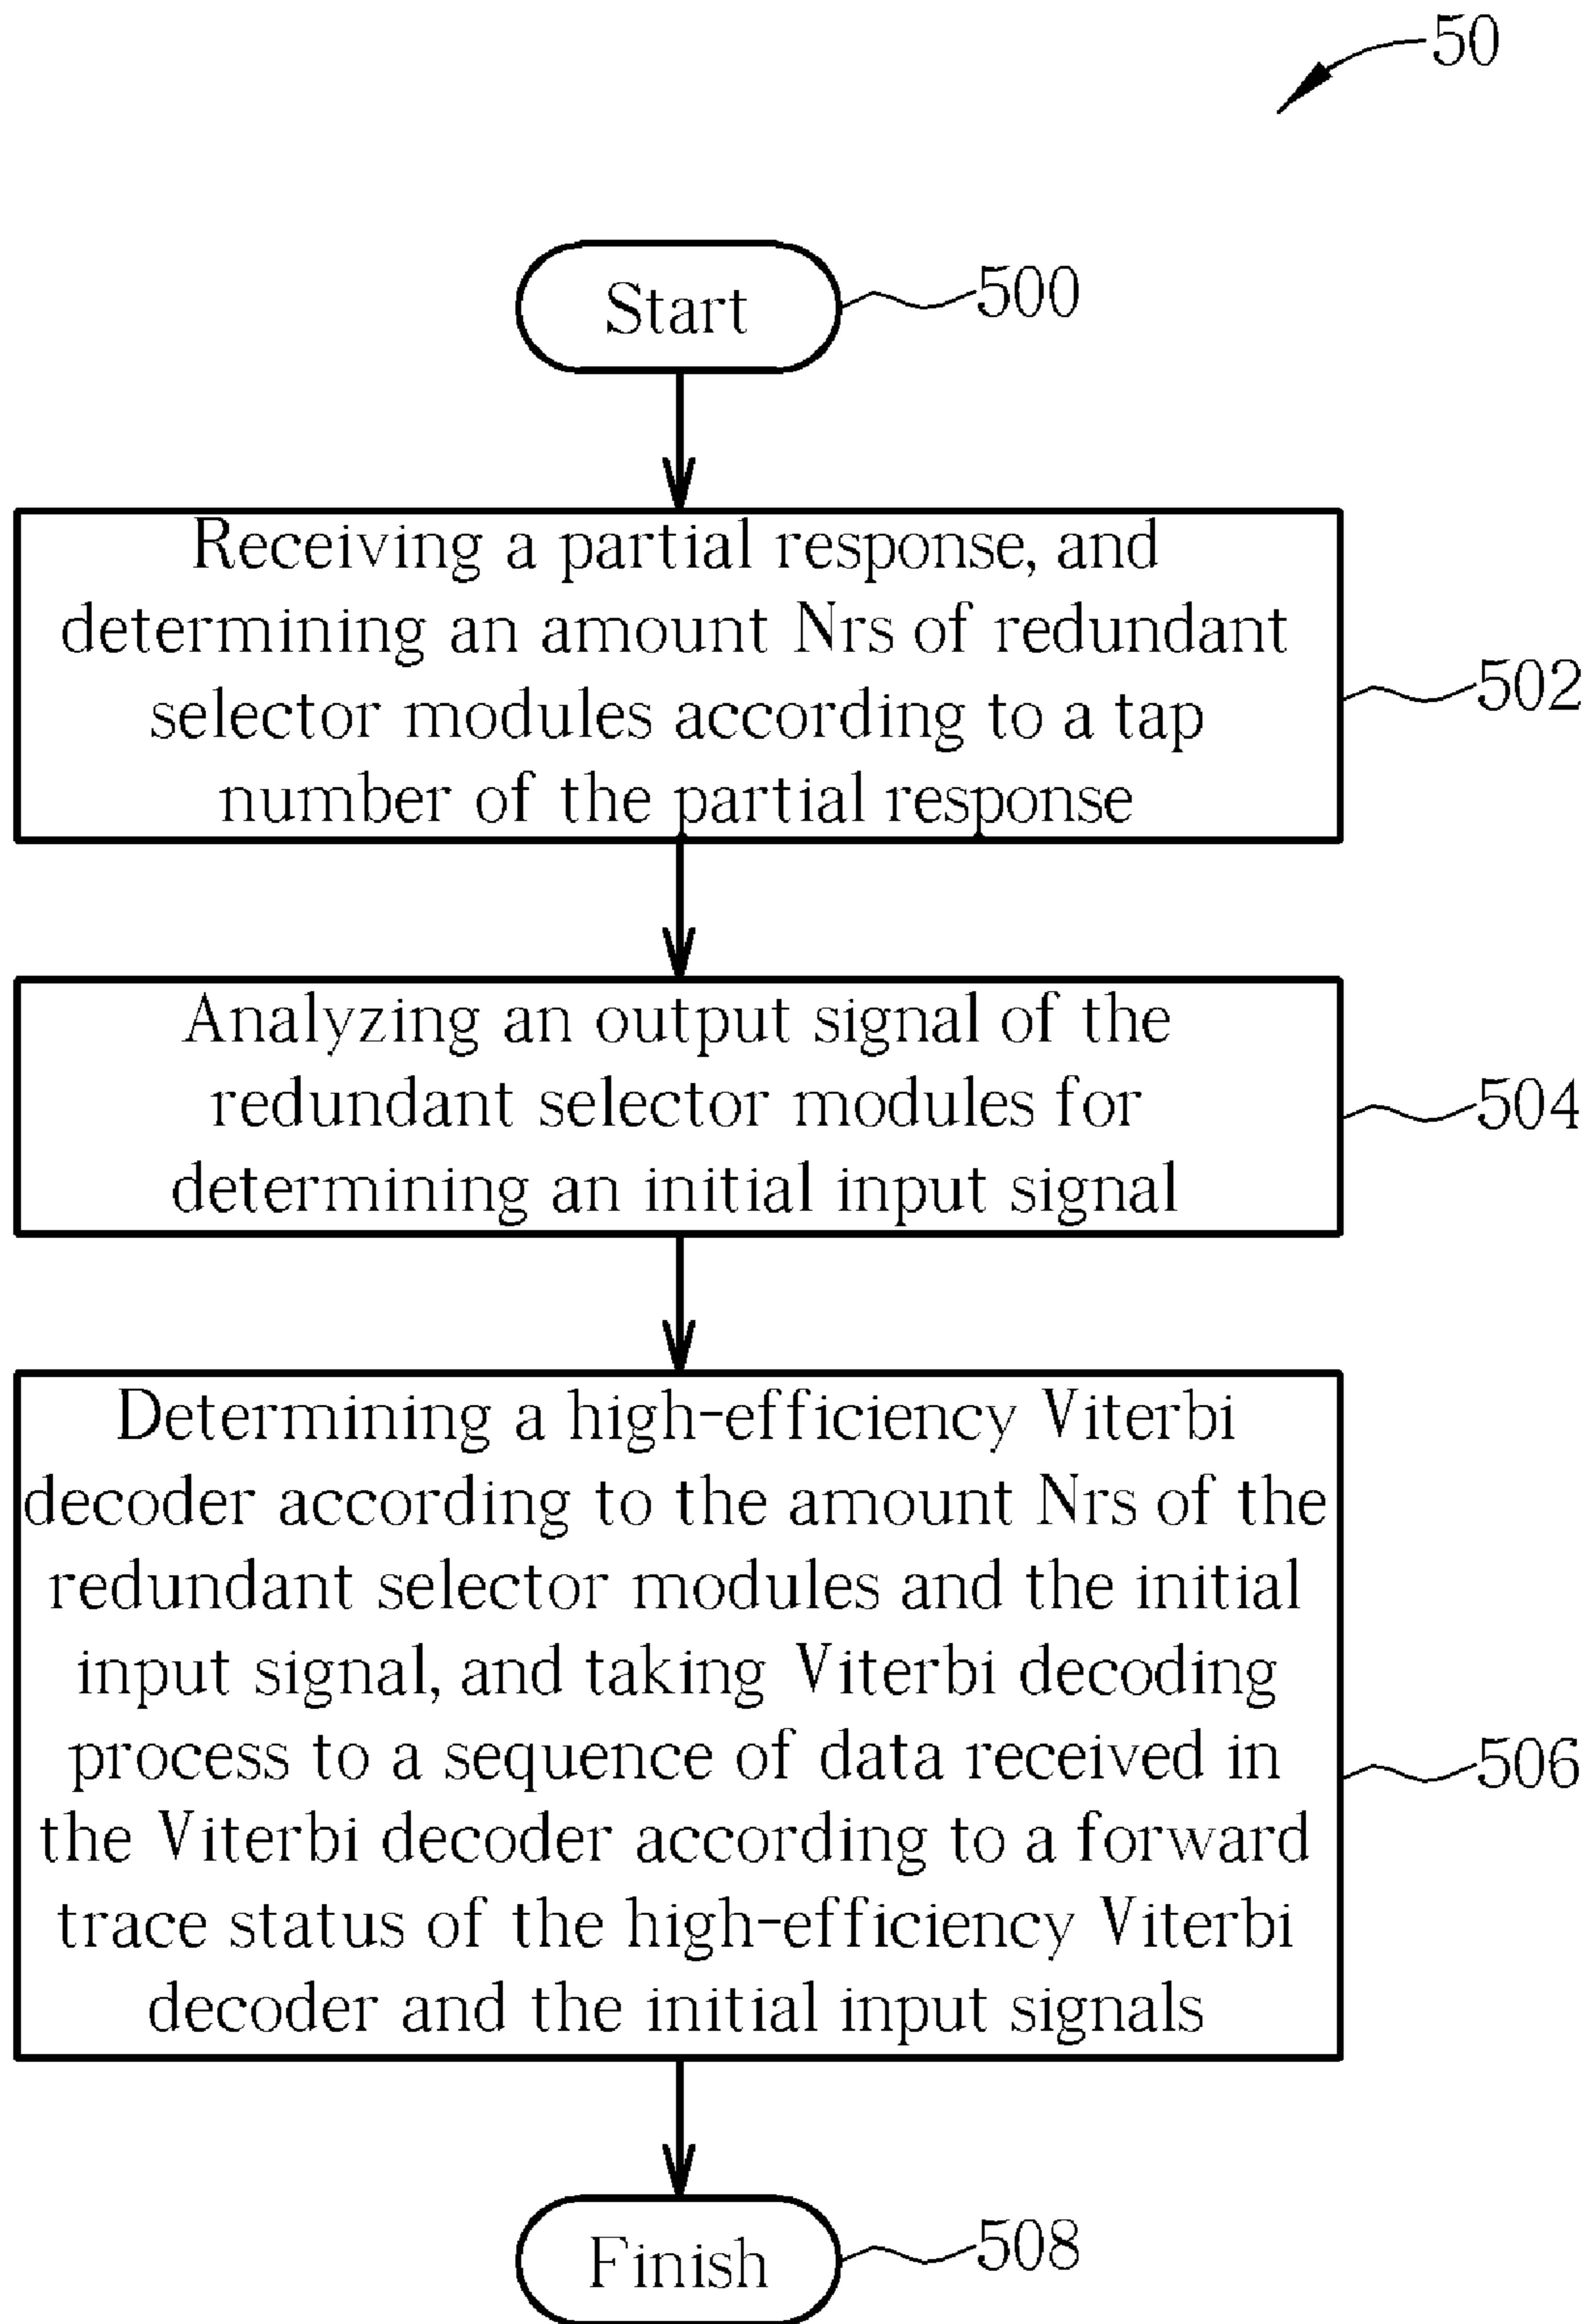 50
Start
500
Receiving a partial response, and
determining an amount Nrs of redundant
selector modules according to a tap
number of the partial response
502
Analyzing an output signal of the
redundant selector modules for
determining an initial input signal
504
Determining a high-efficiency Viterbi
decoder according to the amount Nrs of the
redundant selector modules and the initial
input signal, and taking Viterbi decoding
process to a sequence of data received in
the Viterbi decoder according to a forward
trace status of the high-efficiency Viterbi
decoder and the initial input signals
506
Finish
508